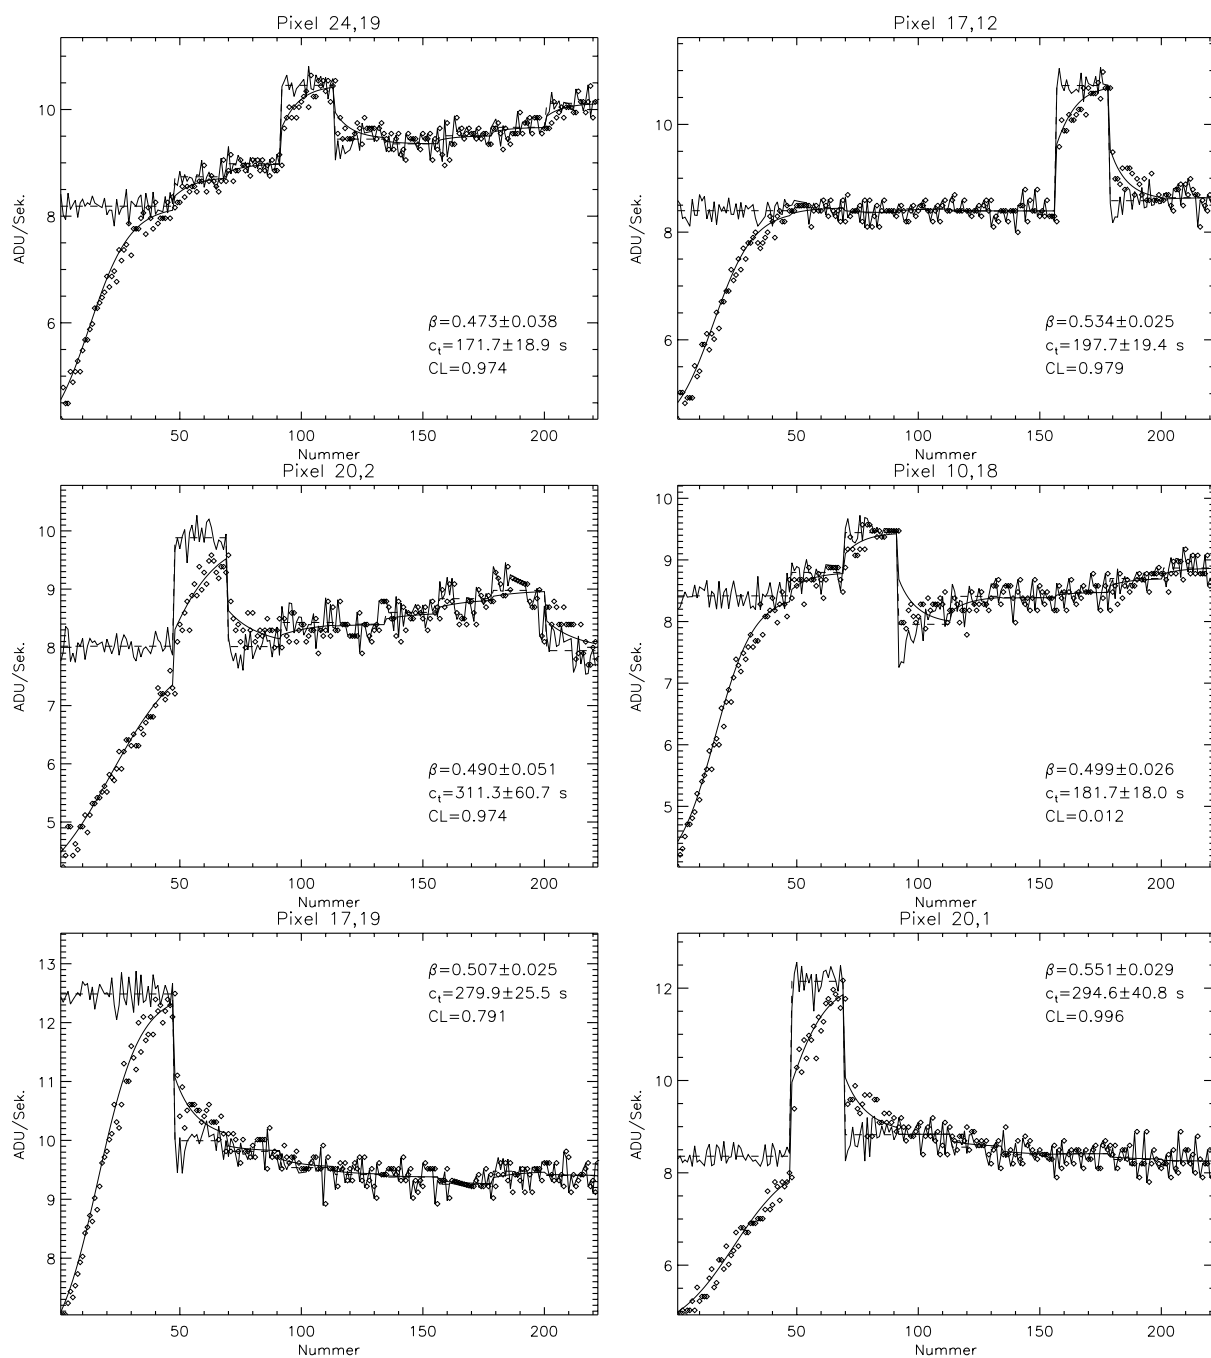 Pixel 24,19
ADU/Sek.
10
8
6
β=0.473±0.038
cₜ=171.7±18.9 s
CL=0.974
50 100 150 200
Nummer
Pixel 17,12
ADU/Sek.
10
8
6
β=0.534±0.025
cₜ=197.7±19.4 s
CL=0.979
50 100 150 200
Nummer
Pixel 20,2
ADU/Sek.
10
9
8
7
6
5
β=0.490±0.051
cₜ=311.3±60.7 s
CL=0.974
50 100 150 200
Nummer
Pixel 10,18
ADU/Sek.
10
9
8
7
6
5
4
β=0.499±0.026
cₜ=181.7±18.0 s
CL=0.012
50 100 150 200
Nummer
Pixel 17,19
ADU/Sek.
13
12
11
10
9
8
β=0.507±0.025
cₜ=279.9±25.5 s
CL=0.791
50 100 150 200
Nummer
Pixel 20,1
ADU/Sek.
12
10
8
6
β=0.551±0.029
cₜ=294.6±40.8 s
CL=0.996
50 100 150 200
Nummer